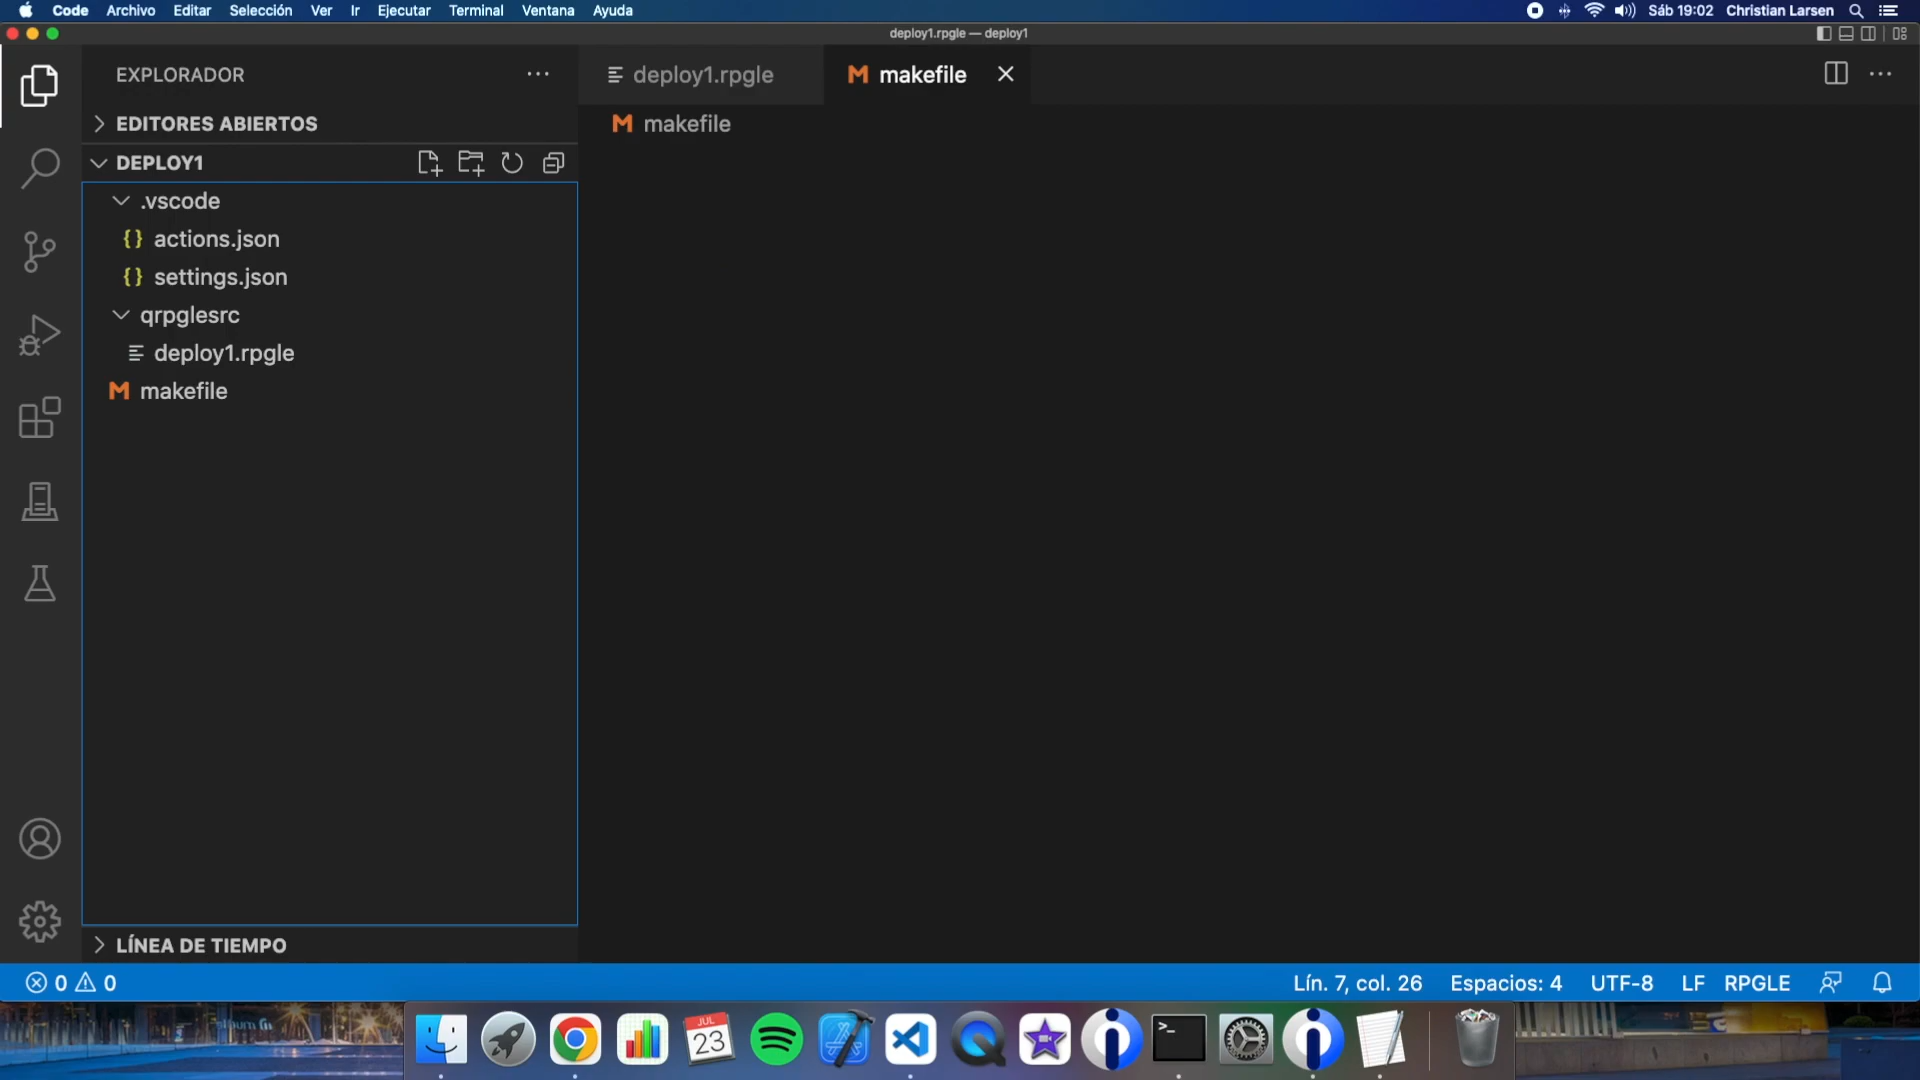 Code Archivo Editar Selección Ver Ir Ejecutar Terminal Ventana Ayuda Sáb 19:02 Christian Larsen
deploy1.rpgle — deploy1
EXPLORADOR
deploy1.rpgle
M makefile
EDITORES ABIERTOS
M makefile
DEPLOY1
.vscode
{} actions.json
{} settings.json
qrpglesrc
deploy1.rpgle
M makefile
LÍNEA DE TIEMPO
0 0 Lín. 7, col. 26 Espacios: 4 UTF-8 LF RPGLE
JUL
23
>_